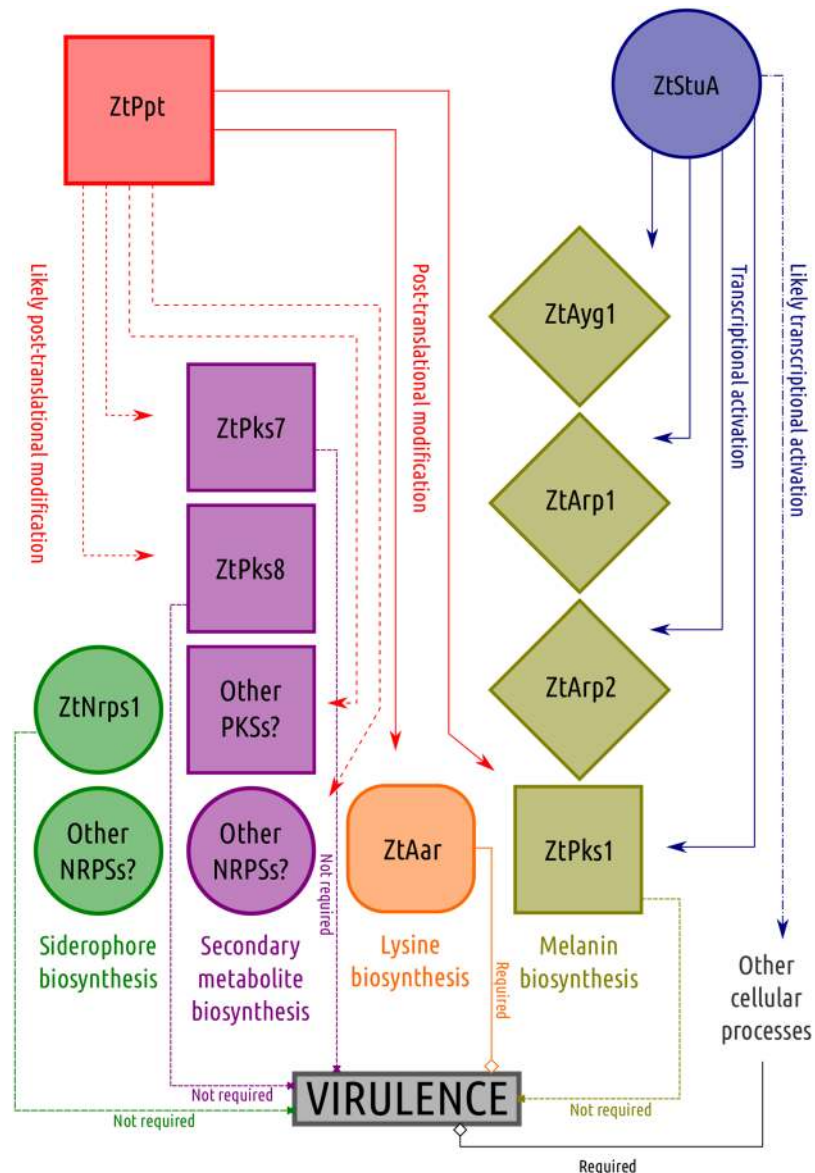 ZtPpt
ZtStuA
Likely post-translational modification
Post-translational modification
Transcriptional activation
Likely transcriptional activation
ZtAyg1
ZtPks7
ZtArp1
ZtPks8
ZtNrps1
Other
PKSs?
ZtArp2
Other
NRPSs?
Other
NRPSs?
ZtAar
ZtPks1
Not required
Siderophore
biosynthesis
Secondary
metabolite
biosynthesis
Lysine
biosynthesis
Required
Melanin
biosynthesis
Other
cellular
processes
Not required
VIRULENCE
Not required
Not required
Required